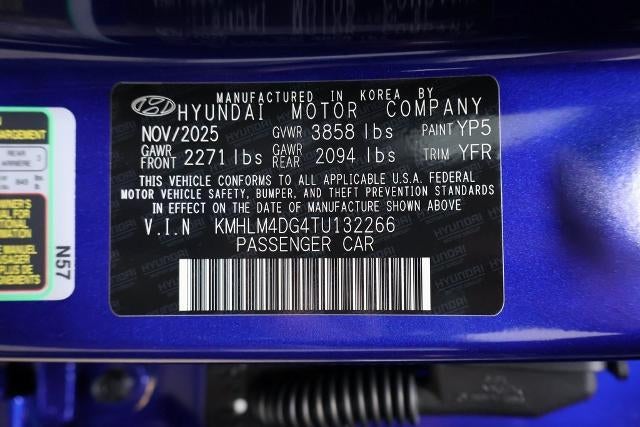 MANUFACTURED IN KOREA BY
HYUNDAI MOTOR COMPANY
NOV/2025 GVWR 3858 lbs PAINT YP5
GAWR FRONT 2271 lbs GAWR REAR 2094 lbs TRIM YFR
THIS VEHICLE CONFORMS TO ALL APPLICABLE U.S.A. FEDERAL
MOTOR VEHICLE SAFETY, BUMPER, AND THEFT PREVENTION STANDARDS
IN EFFECT ON THE DATE OF MANUFACTURE SHOWN ABOVE
V.I.N KMHLM4DG4TU132266
PASSENGER CAR
REAR
ARRIERE
N57